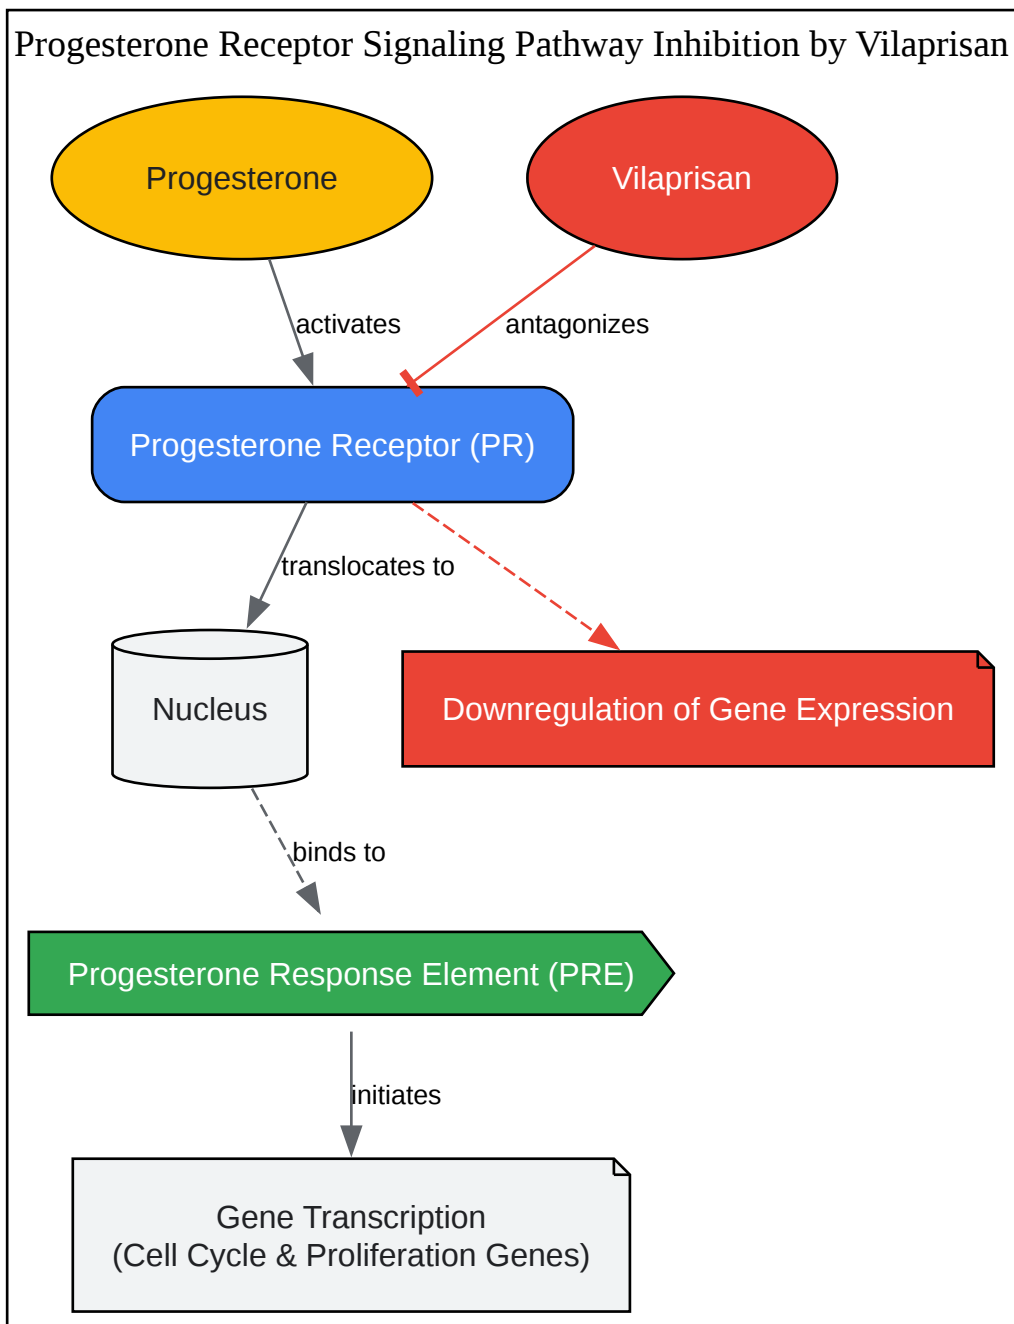 Progesterone Receptor Signaling Pathway Inhibition by Vilaprisan
Progesterone
Vilaprisan
activates
antagonizes
Progesterone Receptor (PR)
translocates to
Nucleus
Downregulation of Gene Expression
binds to
Progesterone Response Element (PRE)
initiates
Gene Transcription
(Cell Cycle & Proliferation Genes)